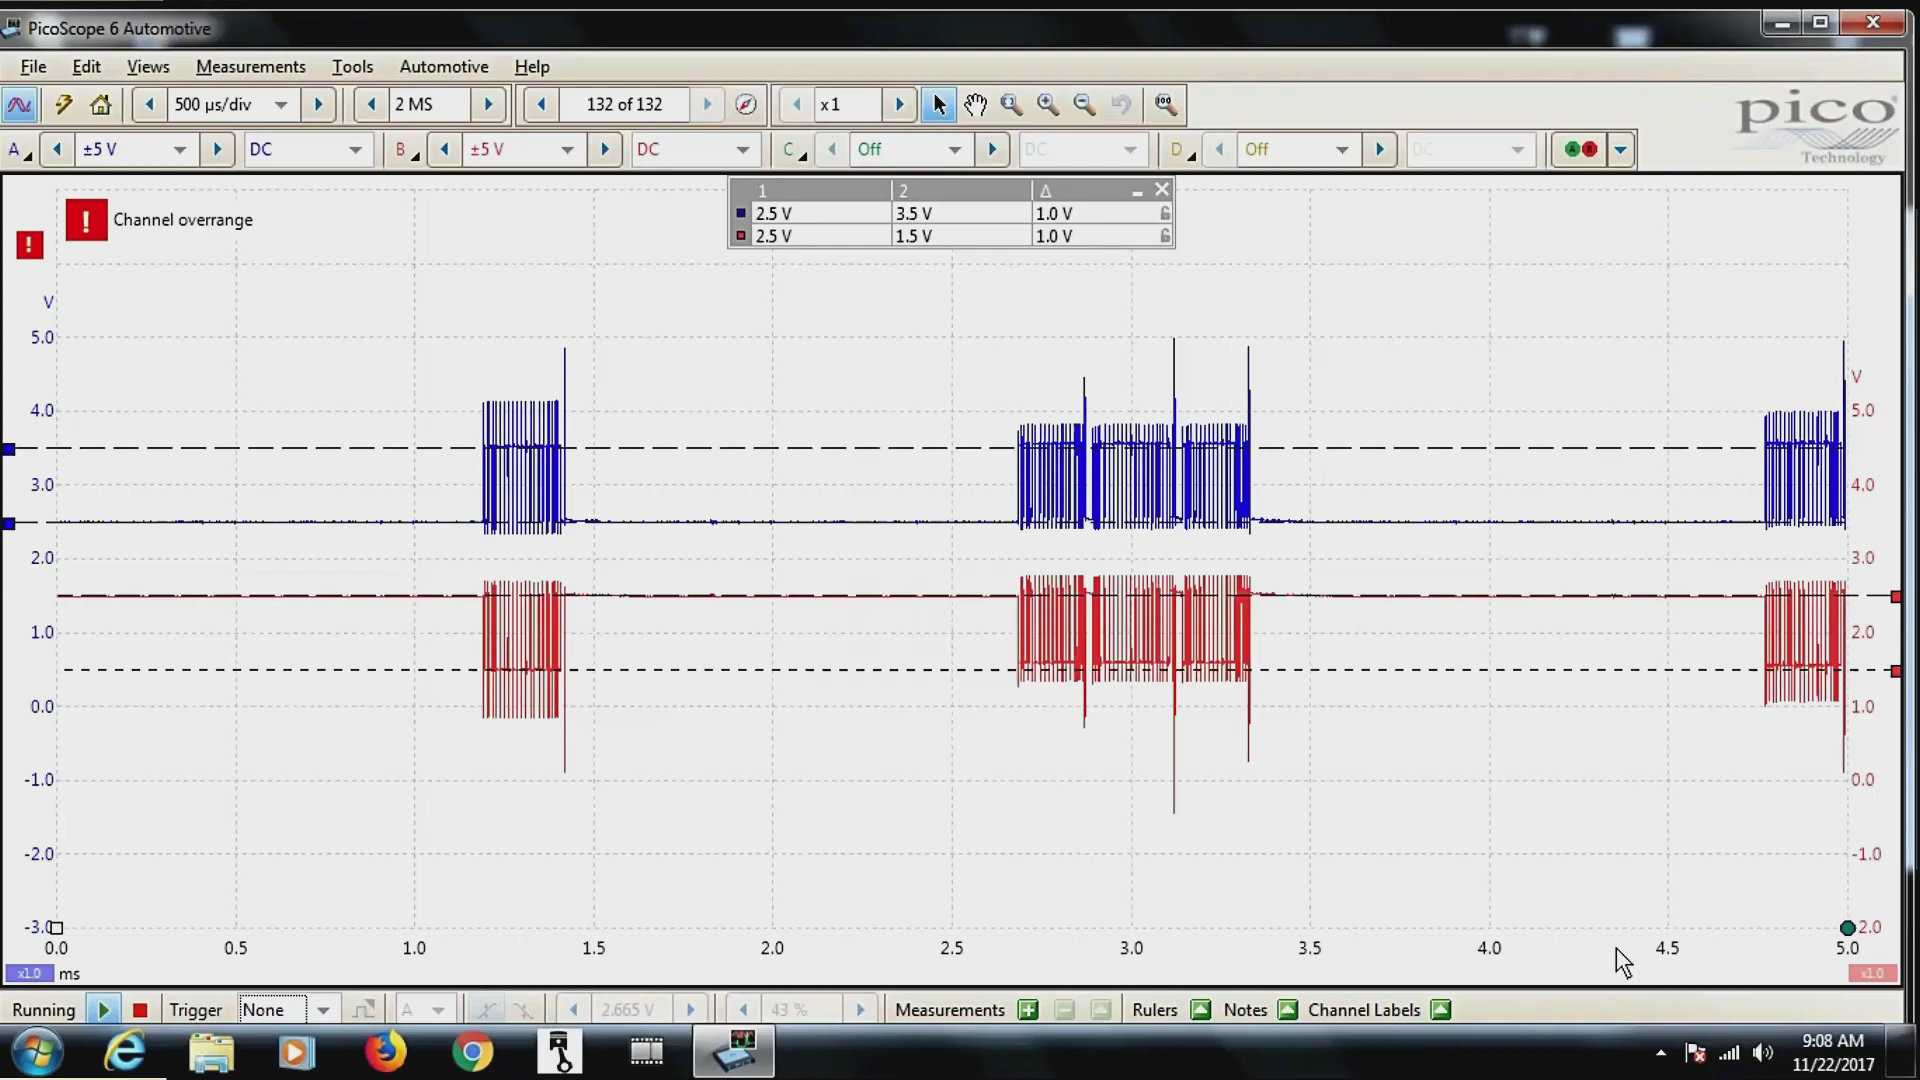 PicoScope 6 Automotive
File Edit Views Measurements Tools Automotive Help
500 µs/div 2 MS 132 of 132 x1
pico
Technology
A ±5 V DC B ±5 V DC C Off DC D Off DC A B
1 2 Δ
2.5 V 3.5 V 1.0 V
2.5 V 1.5 V 1.0 V
! Channel overrange
!
V
5.0
4.0
3.0
2.0
1.0
0.0
-1.0
-2.0
-3.0
V
5.0
4.0
3.0
2.0
1.0
0.0
-1.0
2.0
0.0 0.5 1.0 1.5 2.0 2.5 3.0 3.5 4.0 4.5 5.0
x1.0 ms x1.0
Running Trigger None A 2.665 V 43 % Measurements Rulers Notes Channel Labels
9:08 AM
11/22/2017